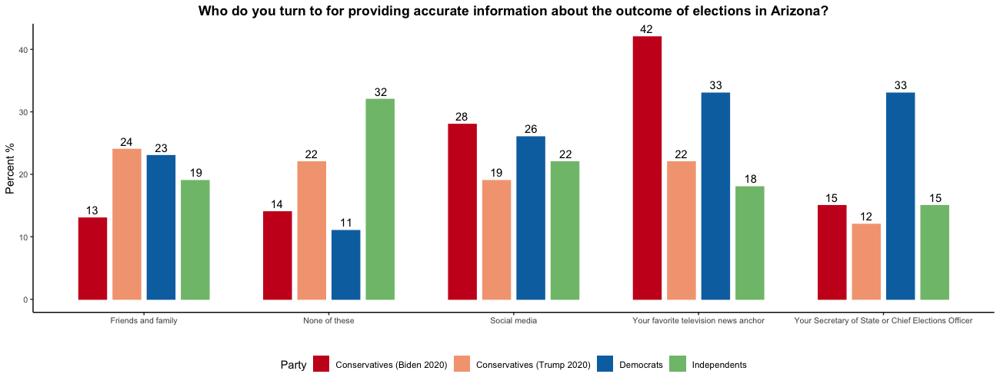 Who do you turn to for providing accurate information about the outcome of elections in Arizona?
Percent %
40
30
20
10
0
13
24
23
19
14
22
11
32
28
19
26
22
42
22
33
18
15
12
33
15
Friends and family
None of these
Social media
Your favorite television news anchor
Your Secretary of State or Chief Elections Officer
Party
Conservatives (Biden 2020)
Conservatives (Trump 2020)
Democrats
Independents